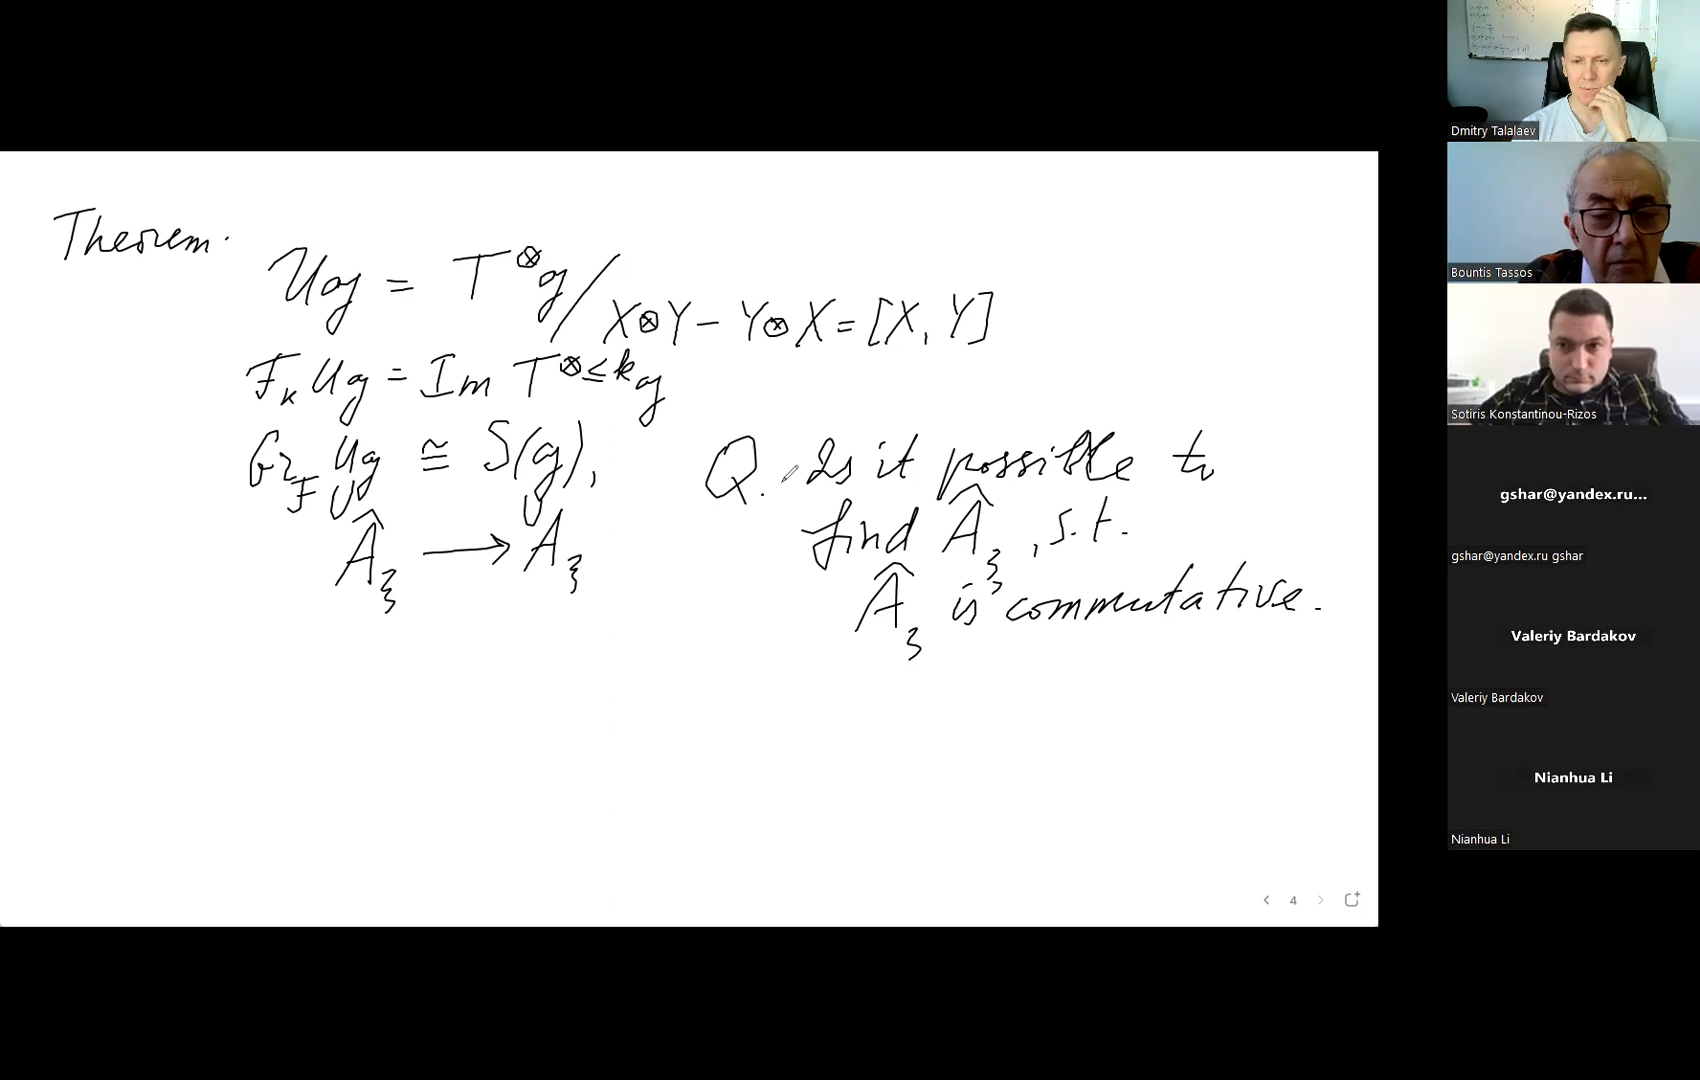 Theorem.
U𝔤 = T^⊗𝔤 / X⊗Y − Y⊗X = [X, Y]
F_k U𝔤 = Im T^{⊗≤k}𝔤
Gr_F U𝔤 ≅ S(𝔤),
∪ ∪
Â_ξ → A_ξ
Q. Is it possible to
find Â_ξ, s.t.
Â_ξ is commutative.
4
Dmitry Talalaev
Bountis Tassos
Sotiris Konstantinou-Rizos
gshar@yandex.ru...
gshar@yandex.ru gshar
Valeriy Bardakov
Valeriy Bardakov
Nianhua Li
Nianhua Li